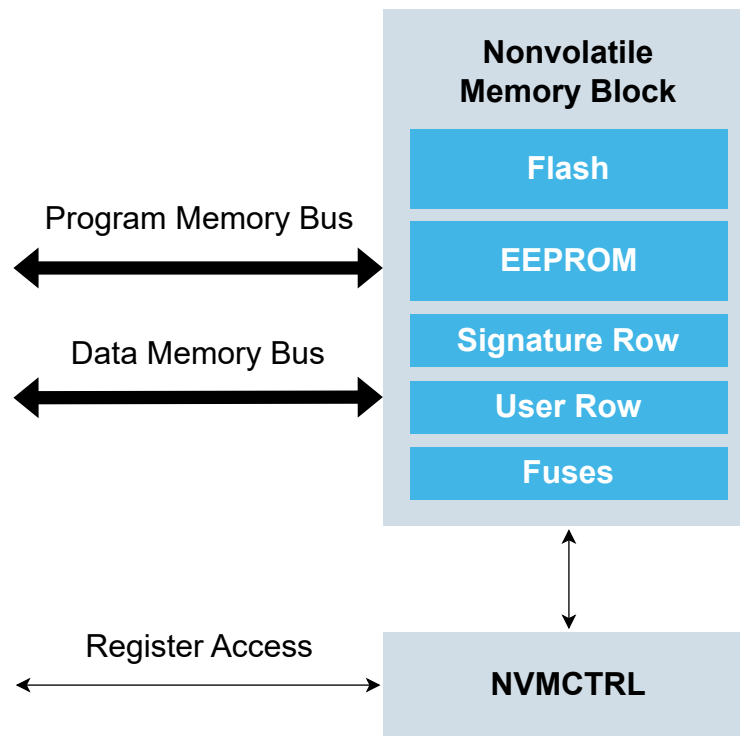 Nonvolatile
Memory Block
Flash
Program Memory Bus
EEPROM
Data Memory Bus
Signature Row
User Row
Fuses
Register Access
NVMCTRL